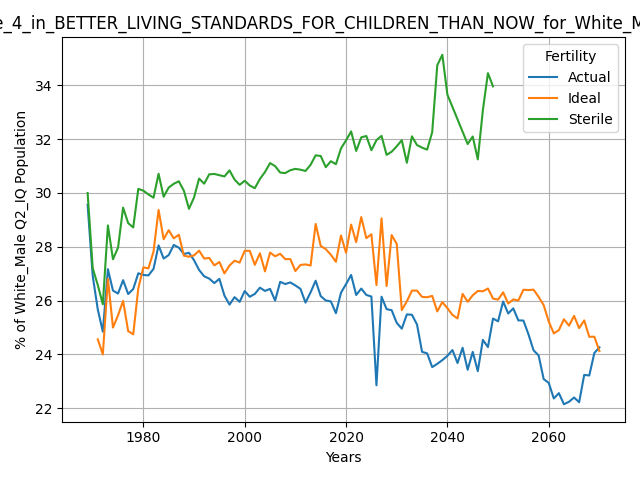 _4_in_BETTER_LIVING_STANDARDS_FOR_CHILDREN_THAN_NOW_for_White_M
Fertility
Actual
Ideal
Sterile
% of White_Male Q2_IQ Population
34
32
30
28
26
24
22
1980
2000
2020
2040
2060
Years